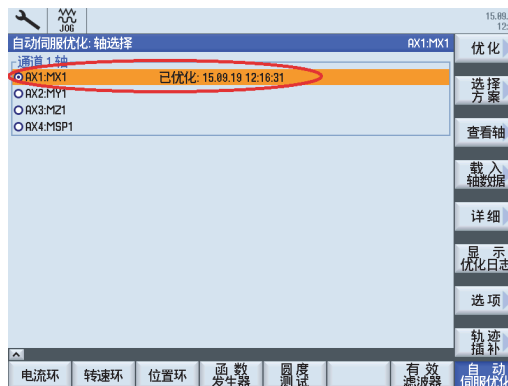 JOG
15.09.
12:
自动伺服优化: 轴选择
AX1:MX1
通道 1 轴
AX1:MX1 已优化: 15.09.19 12:16:31
AX2:MY1
AX3:MZ1
AX4:MSP1
优 化
选 择
方 案
查看轴
载 入
轴数据
详 细
显 示
优化日志
选 项
轨 迹
插 补
电流环
转速环
位置环
函 数
发生器
圆 度
测 试
有 效
滤波器
自 动
伺服优化